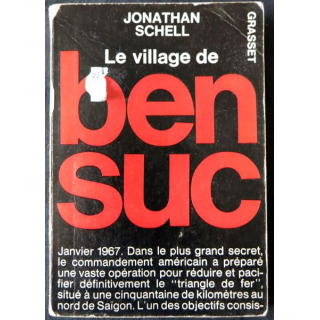 JONATHAN
SCHELL
GRASSET
Le village de
ben
suc
Janvier 1967. Dans le plus grand secret,
le commandement américain a préparé
une vaste opération pour réduire et paci-
fier définitivement le "triangle de fer",
situé à une cinquantaine de kilomètres au
nord de Saïgon. L'un des objectifs consis-